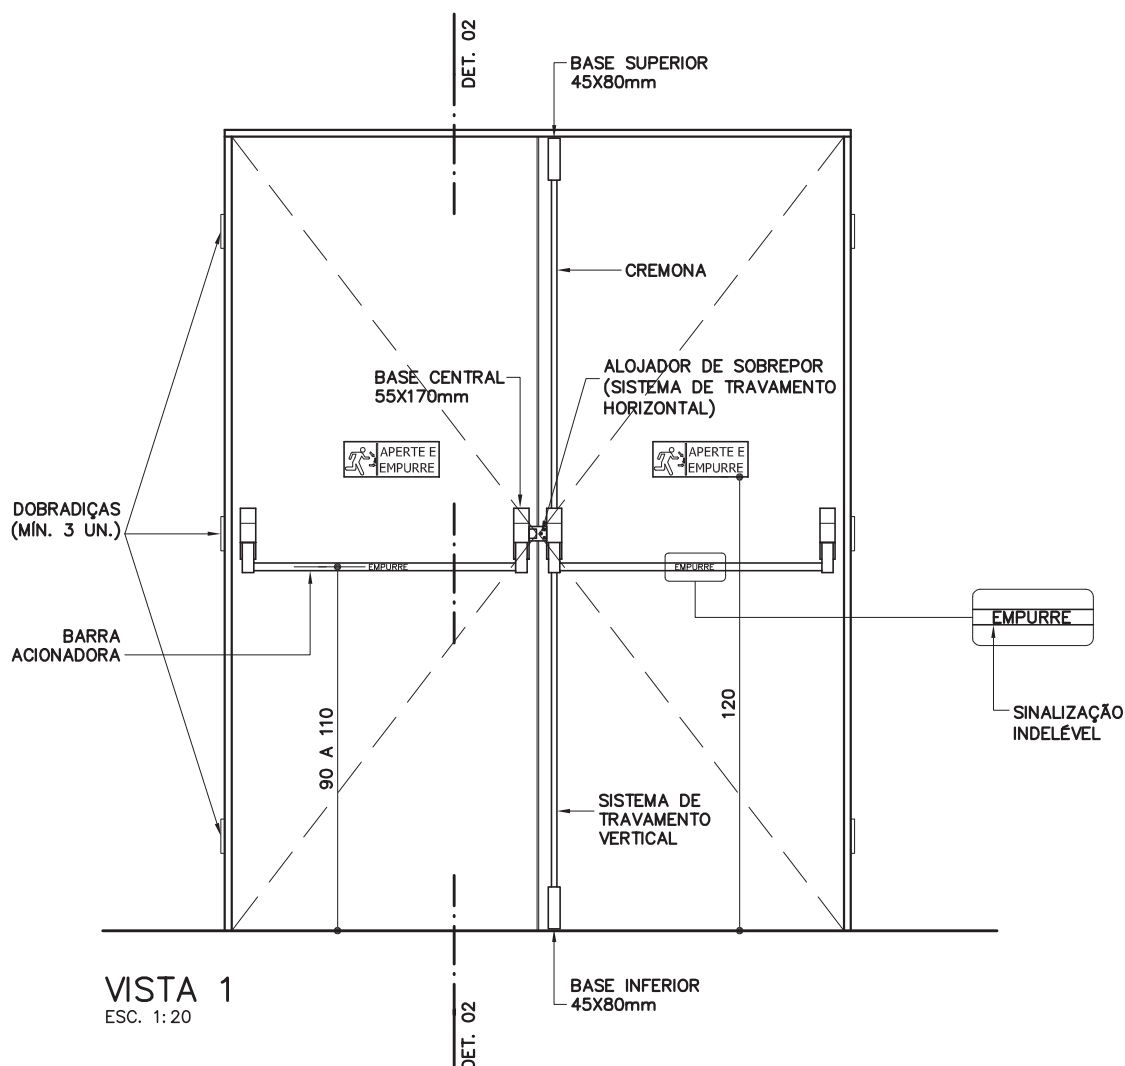 DET. 02
BASE SUPERIOR
45X80mm
CREMONA
BASE CENTRAL
55X170mm
ALOJADOR DE SOBREPOR
(SISTEMA DE TRAVAMENTO
HORIZONTAL)
APERTE E
EMPURRE
APERTE E
EMPURRE
DOBRADIÇAS
(MÍN. 3 UN.)
EMPURRE
EMPURRE
EMPURRE
BARRA
ACIONADORA
90 A 110
120
SINALIZAÇÃO
INDELÉVEL
SISTEMA DE
TRAVAMENTO
VERTICAL
BASE INFERIOR
45X80mm
VISTA 1
ESC. 1:20
DET. 02